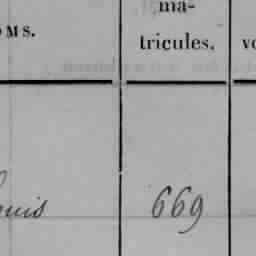 OMS.
ma-
tricules.
vo
ouis 669